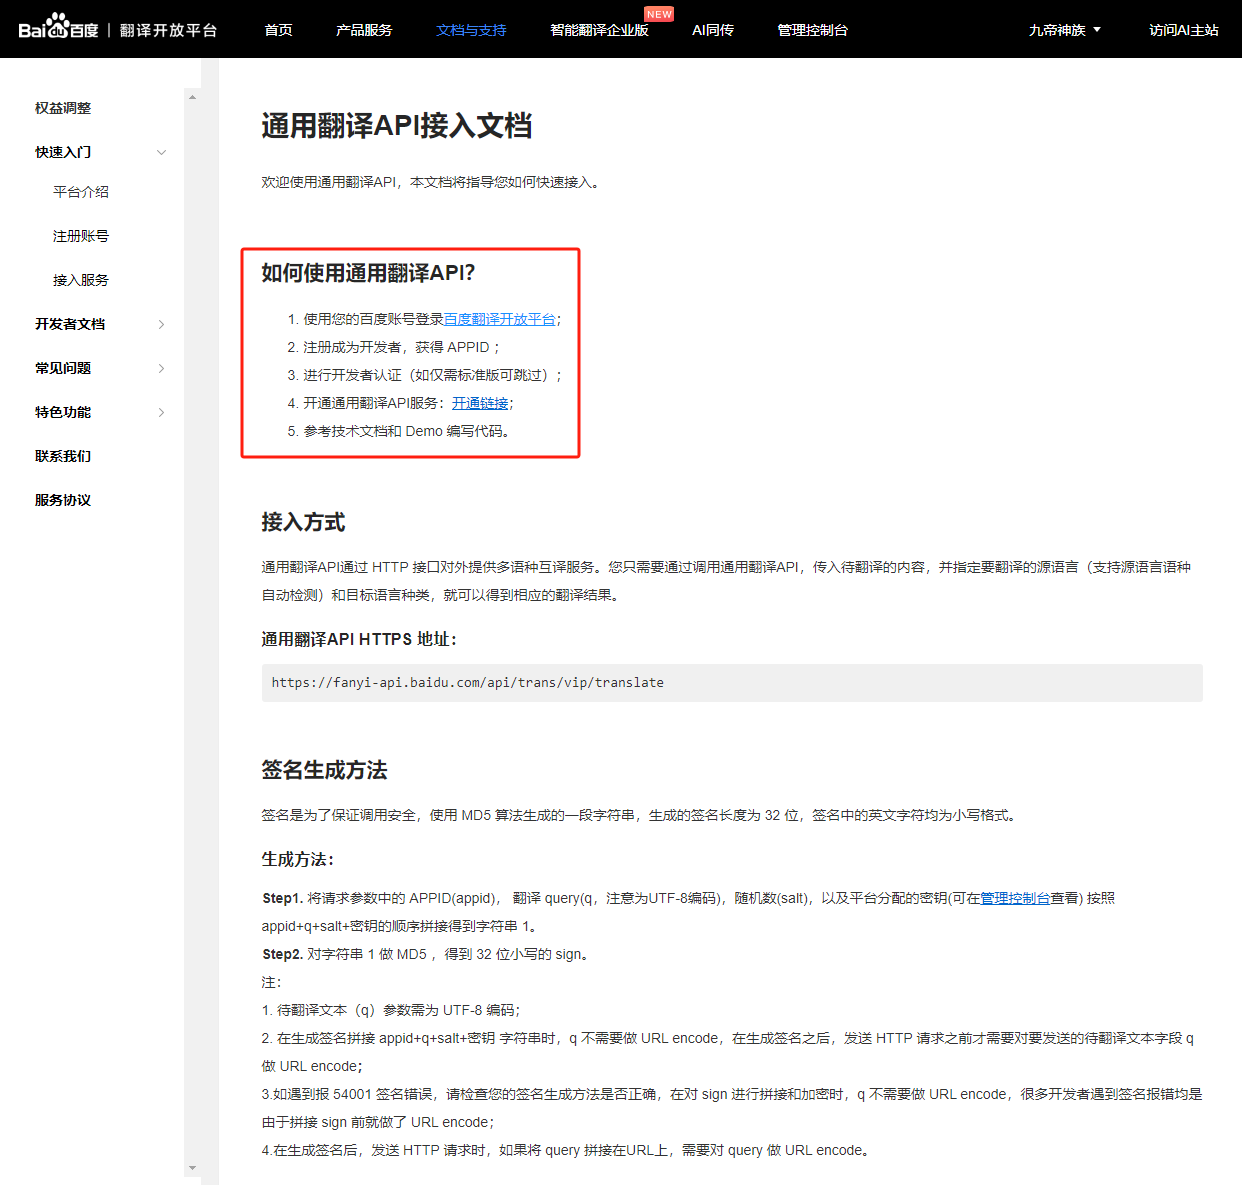 Bai du 百度 | 翻译开放平台
首页
产品服务
文档与支持
智能翻译企业版
NEW
AI同传
管理控制台
九帝神族
访问AI主站
权益调整
快速入门
平台介绍
注册账号
接入服务
开发者文档
常见问题
特色功能
联系我们
服务协议
通用翻译API接入文档
欢迎使用通用翻译API，本文档将指导您如何快速接入。
如何使用通用翻译API？
1. 使用您的百度账号登录百度翻译开放平台；
2. 注册成为开发者，获得 APPID ；
3. 进行开发者认证（如仅需标准版可跳过）；
4. 开通通用翻译API服务：开通链接；
5. 参考技术文档和 Demo 编写代码。
接入方式
通用翻译API通过 HTTP 接口对外提供多语种互译服务。您只需要通过调用通用翻译API，传入待翻译的内容，并指定要翻译的源语言（支持源语言语种
自动检测）和目标语言种类，就可以得到相应的翻译结果。
通用翻译API HTTPS 地址：
https://fanyi-api.baidu.com/api/trans/vip/translate
签名生成方法
签名是为了保证调用安全，使用 MD5 算法生成的一段字符串，生成的签名长度为 32 位，签名中的英文字符均为小写格式。
生成方法：
Step1. 将请求参数中的 APPID(appid)， 翻译 query(q，注意为UTF-8编码)，随机数(salt)，以及平台分配的密钥(可在管理控制台查看) 按照
appid+q+salt+密钥的顺序拼接得到字符串 1。
Step2. 对字符串 1 做 MD5 ，得到 32 位小写的 sign。
注：
1. 待翻译文本（q）参数需为 UTF-8 编码；
2. 在生成签名拼接 appid+q+salt+密钥 字符串时，q 不需要做 URL encode，在生成签名之后，发送 HTTP 请求之前才需要对要发送的待翻译文本字段 q
做 URL encode；
3.如遇到报 54001 签名错误，请检查您的签名生成方法是否正确，在对 sign 进行拼接和加密时，q 不需要做 URL encode，很多开发者遇到签名报错均是
由于拼接 sign 前就做了 URL encode；
4.在生成签名后，发送 HTTP 请求时，如果将 query 拼接在URL上，需要对 query 做 URL encode。